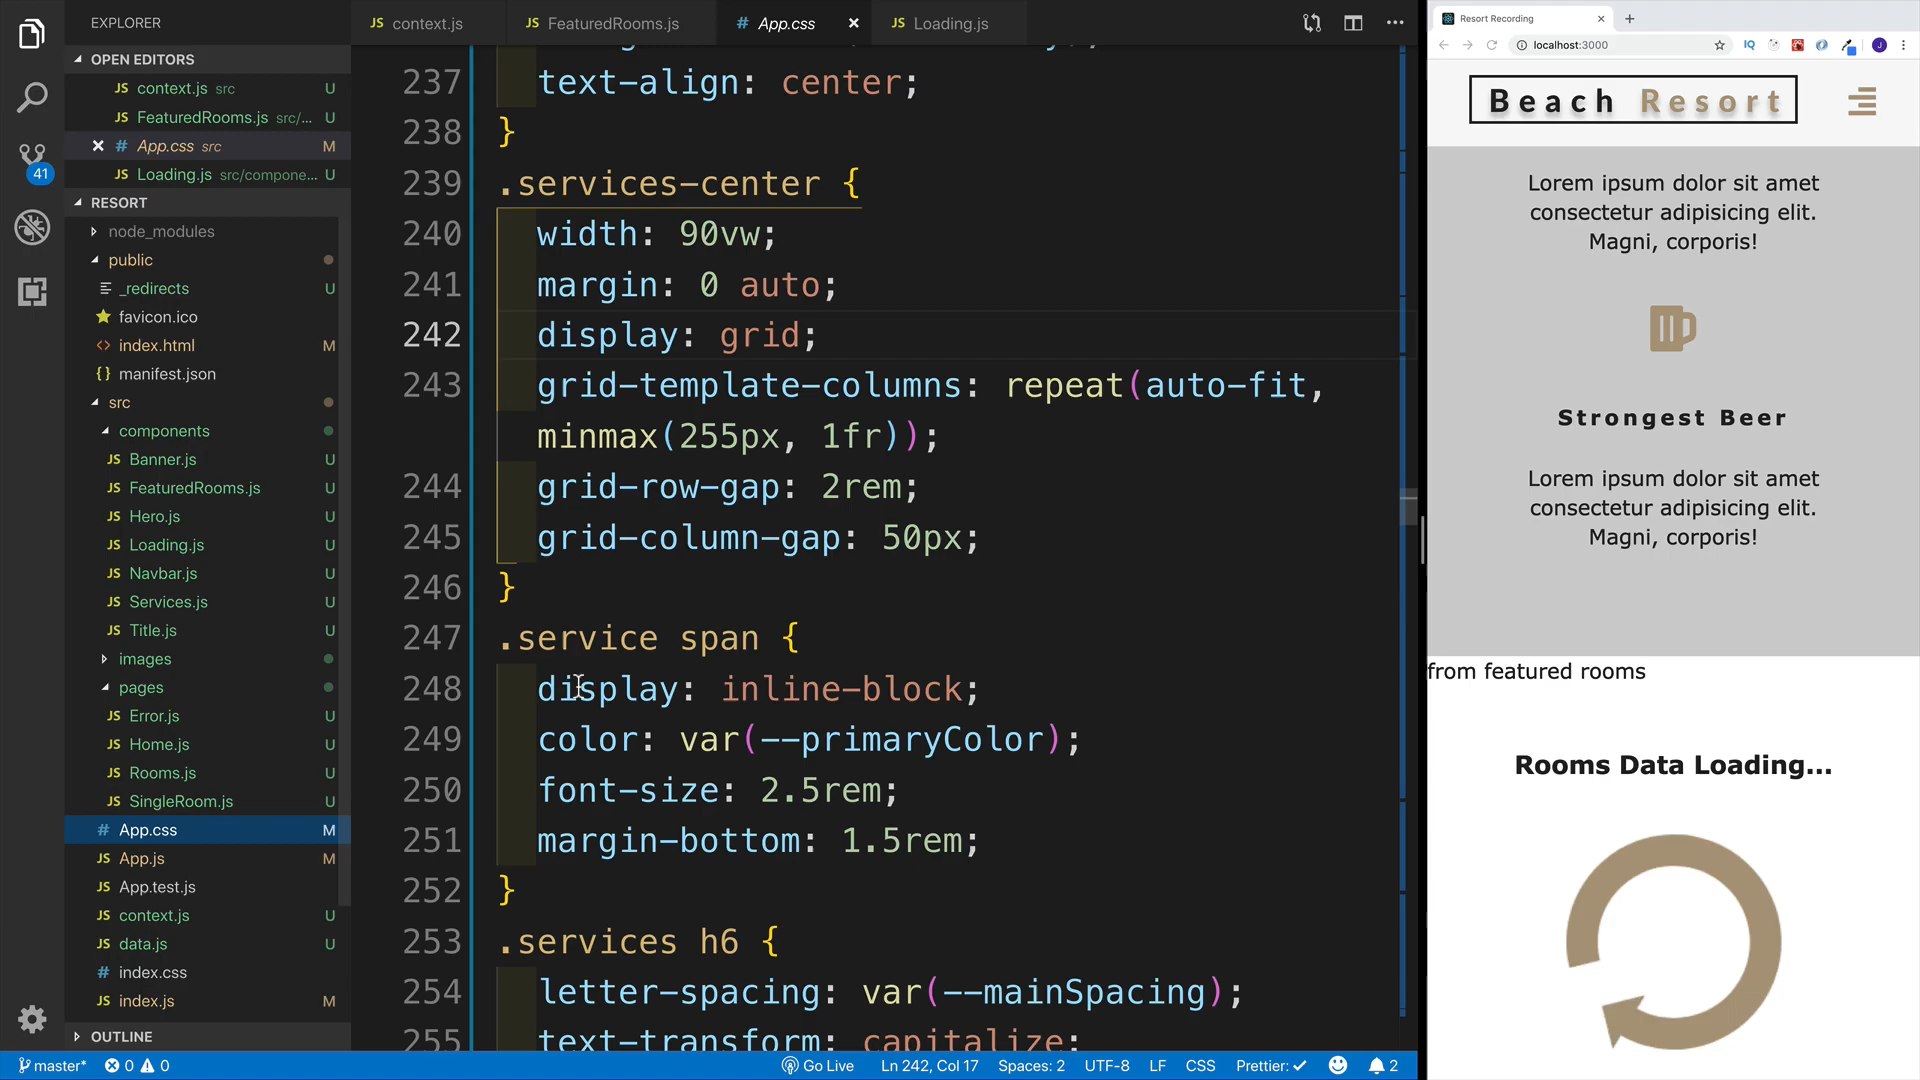 EXPLORER
OPEN EDITORS
JS context.js src U
JS FeaturedRooms.js src/... U
# App.css src M
JS Loading.js src/compone... U
41
RESORT
node_modules
public
_redirects U
favicon.ico
<> index.html M
{} manifest.json
src
components
JS Banner.js U
JS FeaturedRooms.js U
JS Hero.js U
JS Loading.js U
JS Navbar.js U
JS Services.js U
JS Title.js U
images
pages
JS Error.js U
JS Home.js U
JS Rooms.js U
JS SingleRoom.js U
# App.css M
JS App.js M
JS App.test.js
JS context.js U
JS data.js U
# index.css
JS index.js M
OUTLINE
JS context.js
JS FeaturedRooms.js
# App.css
JS Loading.js
237 text-align: center;
238 }
239 .services-center {
240 width: 90vw;
241 margin: 0 auto;
242 display: grid;
243 grid-template-columns: repeat(auto-fit,
minmax(255px, 1fr));
244 grid-row-gap: 2rem;
245 grid-column-gap: 50px;
246 }
247 .service span {
248 display: inline-block;
249 color: var(--primaryColor);
250 font-size: 2.5rem;
251 margin-bottom: 1.5rem;
252 }
253 .services h6 {
254 letter-spacing: var(--mainSpacing);
255 text-transform: capitalize;
master* 0 0 Go Live Ln 242, Col 17 Spaces: 2 UTF-8 LF CSS Prettier: 2
Resort Recording
localhost:3000 IQ J
Beach Resort
Lorem ipsum dolor sit amet
consectetur adipisicing elit.
Magni, corporis!
Strongest Beer
Lorem ipsum dolor sit amet
consectetur adipisicing elit.
Magni, corporis!
from featured rooms
Rooms Data Loading...